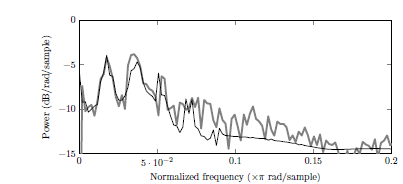 0
−5
−10
−15
Power (dB/rad/sample)
0
5 · 10⁻²
0.1
0.15
0.2
Normalized frequency (×π rad/sample)